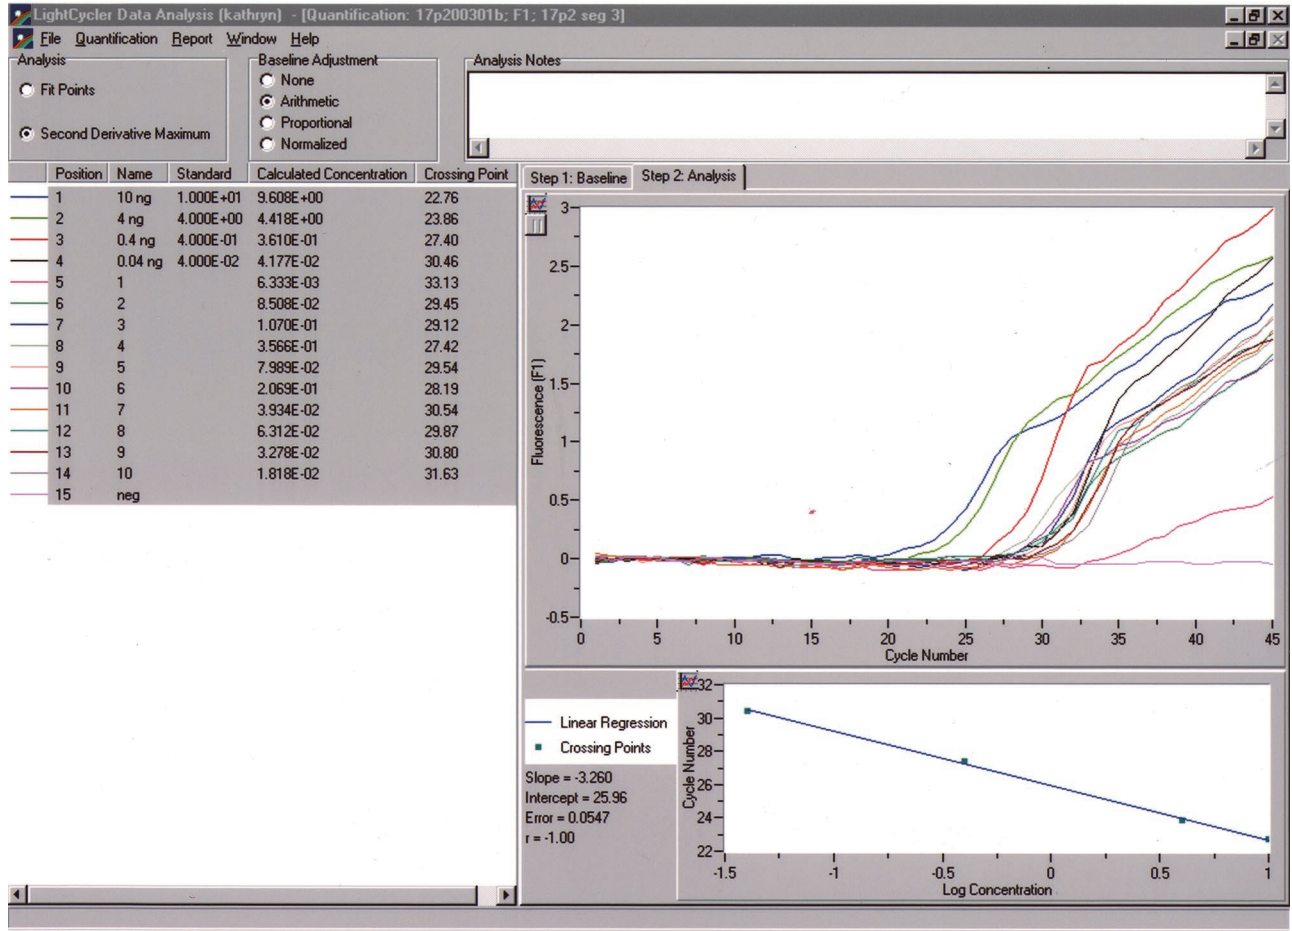 LightCycler Data Analysis (kathryn) - [Quantification: 17p200301b; F1; 17p2 seg 3]
File Quantification Report Window Help
Analysis
Fit Points
Second Derivative Maximum
Baseline Adjustment
None
Arithmetic
Proportional
Normalized
Analysis Notes
Position Name Standard Calculated Concentration Crossing Point
1 10 ng 1.000E+01 9.608E+00 22.76
2 4 ng 4.000E+00 4.418E+00 23.86
3 0.4 ng 4.000E-01 3.610E-01 27.40
4 0.04 ng 4.000E-02 4.177E-02 30.46
5 1 6.333E-03 33.13
6 2 8.508E-02 29.45
7 3 1.070E-01 29.12
8 4 3.566E-01 27.42
9 5 7.989E-02 29.54
10 6 2.069E-01 28.19
11 7 3.934E-02 30.54
12 8 6.312E-02 29.87
13 9 3.278E-02 30.80
14 10 1.818E-02 31.63
15 neg
Step 1: Baseline Step 2: Analysis
3
2.5
2
1.5
1
0.5
0
-0.5
Fluorescence (F1)
0 5 10 15 20 25 30 35 40 45
Cycle Number
Linear Regression
Crossing Points
Slope = -3.260
Intercept = 25.96
Error = 0.0547
r = -1.00
32
30
28
26
24
22
Cycle Number
-1.5 -1 -0.5 0 0.5 1
Log Concentration